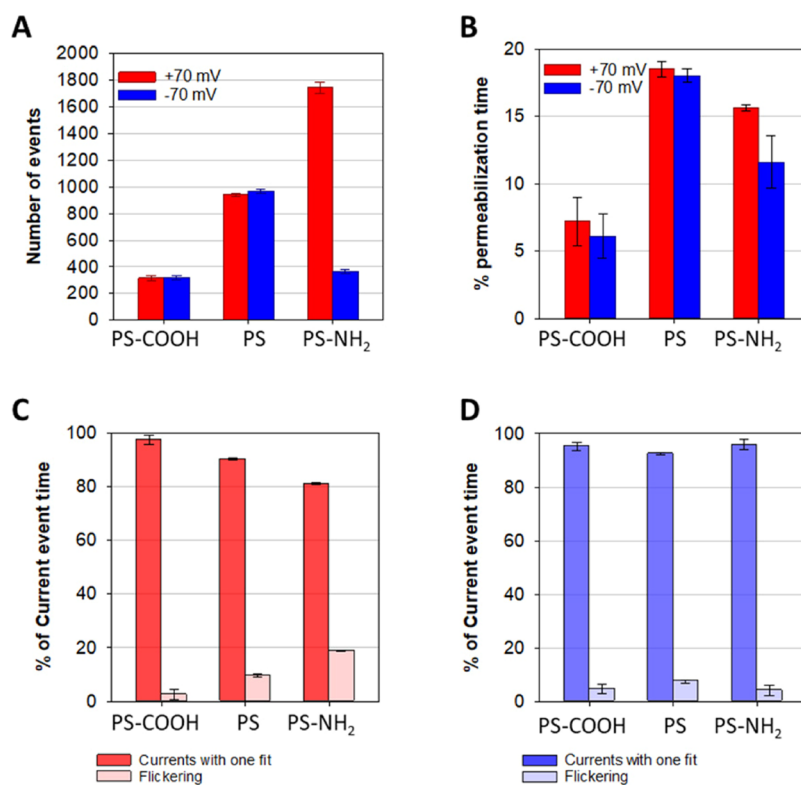 A
Number of events
2000
1800
1600
1400
1200
1000
800
600
400
200
0
+70 mV
-70 mV
PS-COOH PS PS-NH₂
B
% permeabilization time
20
15
10
5
0
+70 mV
-70 mV
PS-COOH PS PS-NH₂
C
% of Current event time
100
80
60
40
20
0
PS-COOH PS PS-NH₂
Currents with one fit
Flickering
D
% of Current event time
100
80
60
40
20
0
PS-COOH PS PS-NH₂
Currents with one fit
Flickering